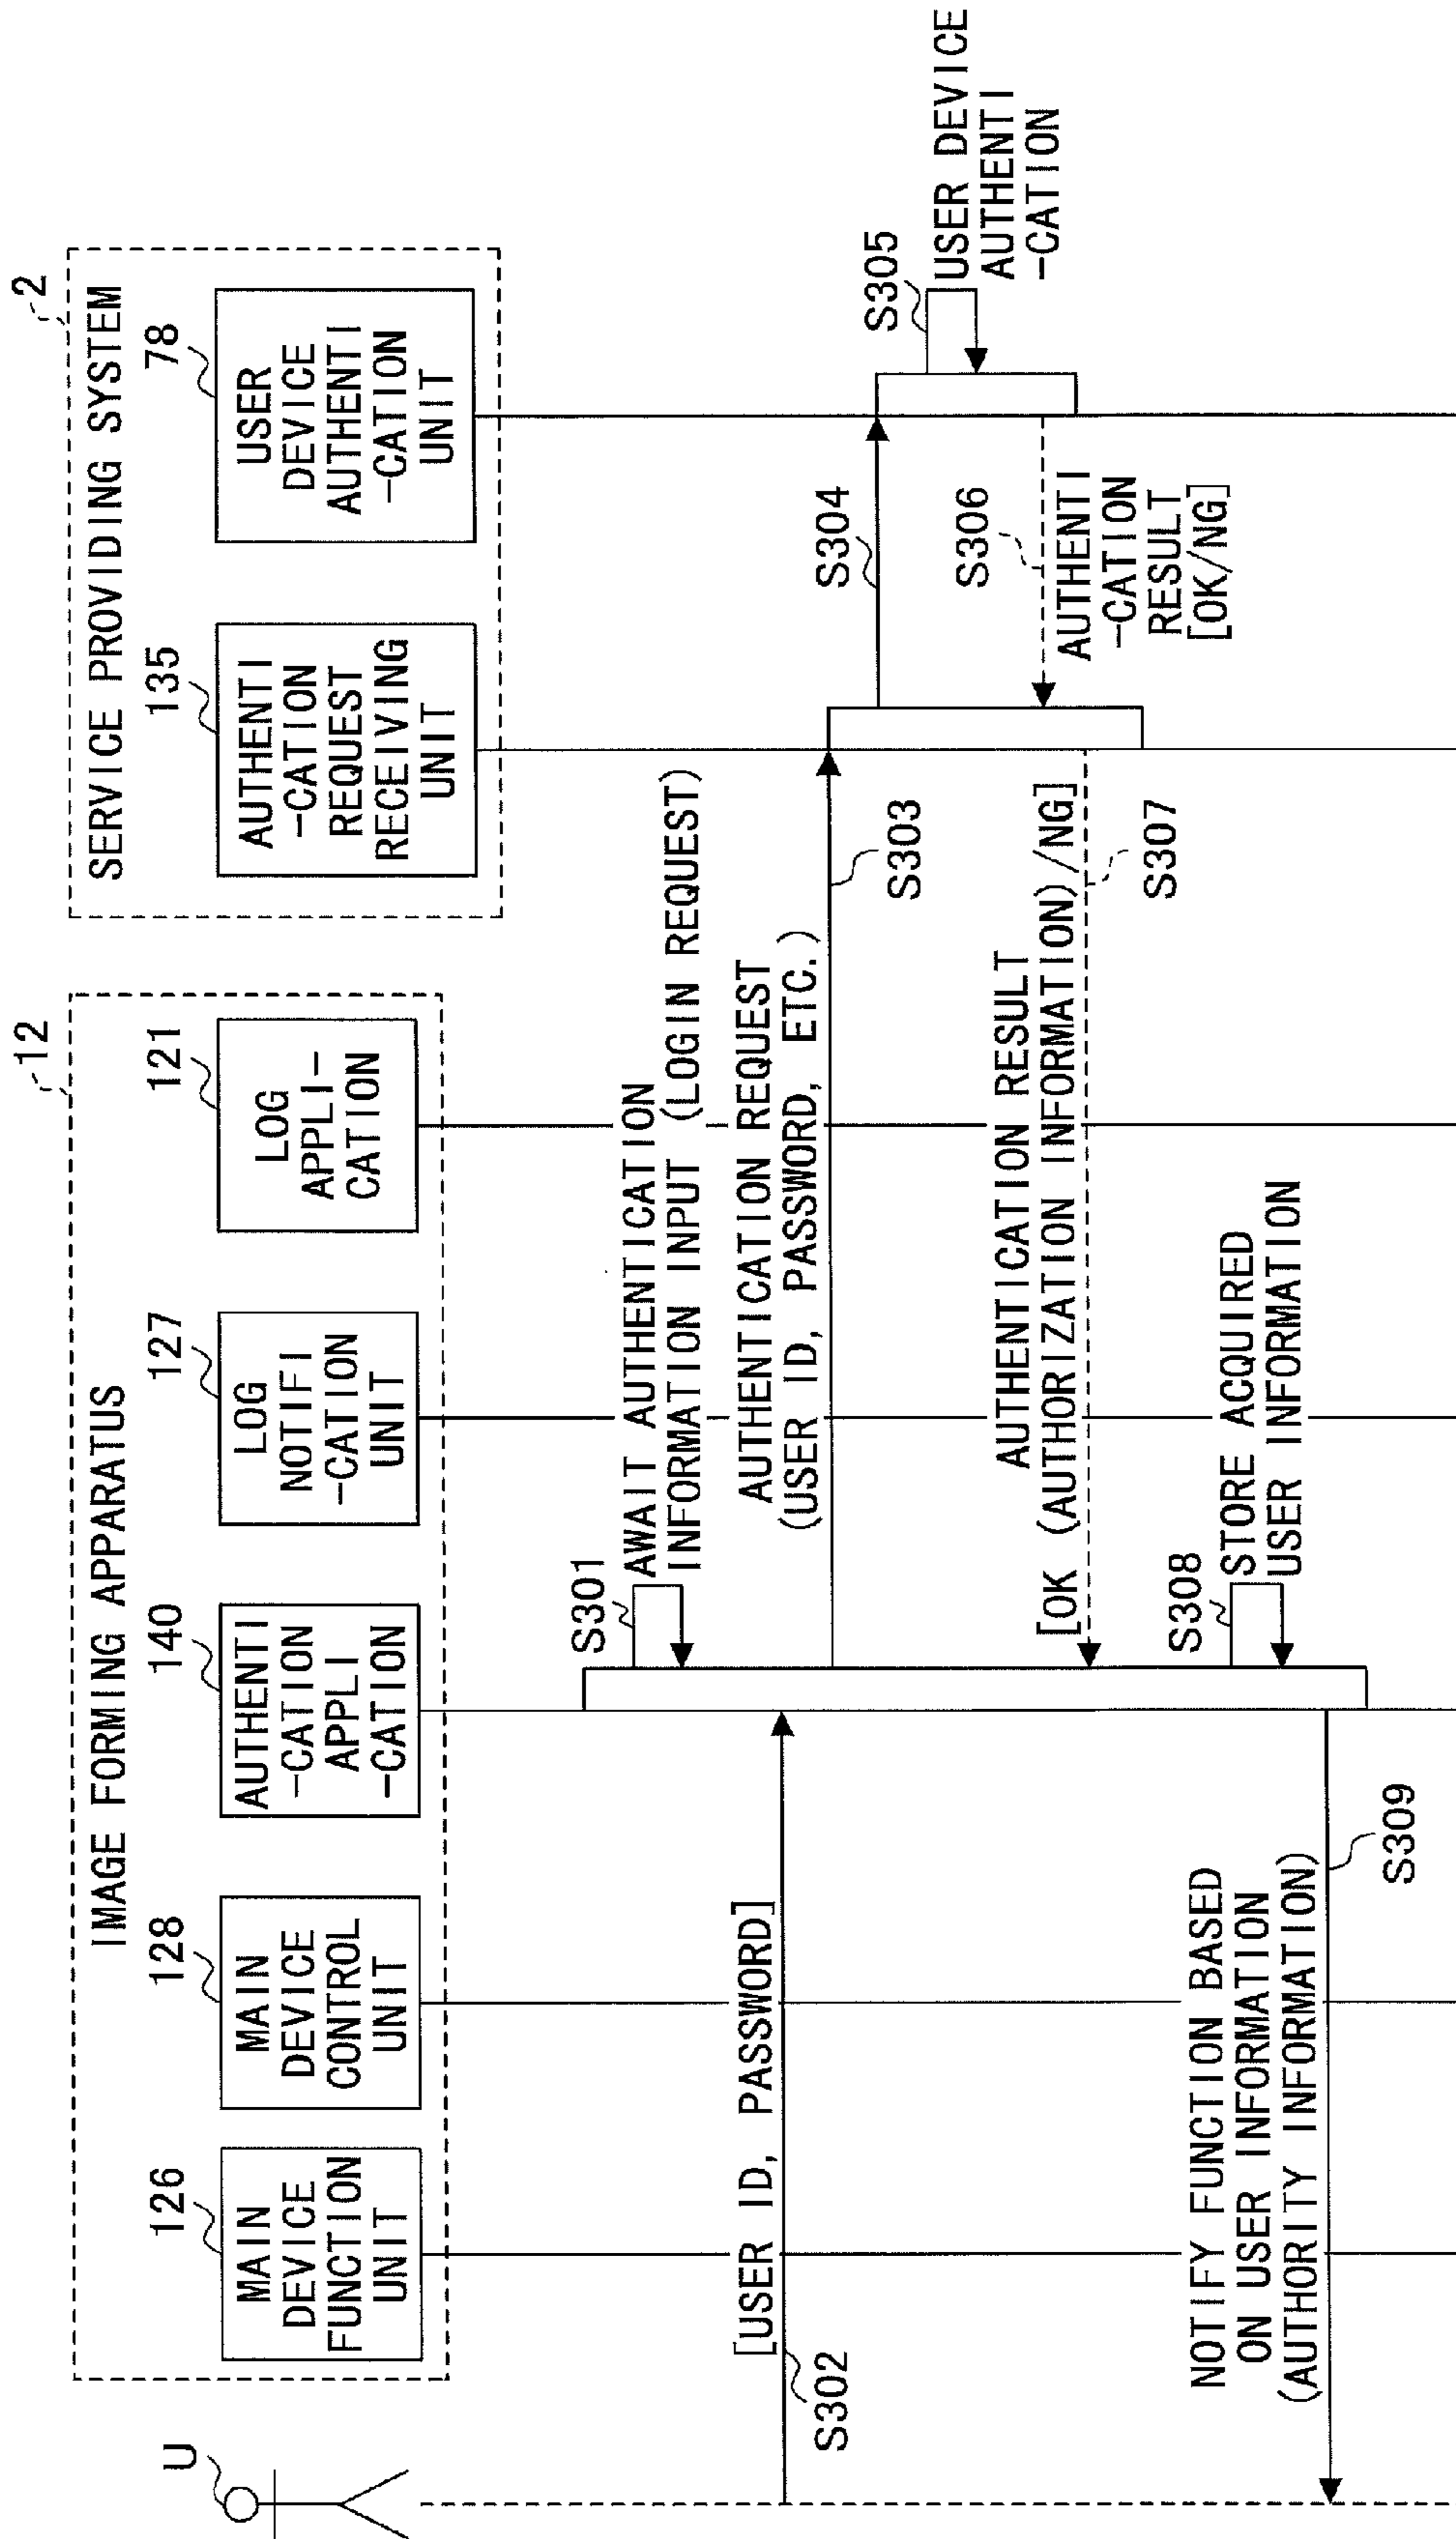 IMAGE FORMING APPARATUS
12
SERVICE PROVIDING SYSTEM
2
U
126
MAIN
DEVICE
FUNCTION
UNIT
128
MAIN
DEVICE
CONTROL
UNIT
140
AUTHENTI
-CATION
APPLI
-CATION
127
LOG
NOTIFI
-CATION
UNIT
121
LOG
APPLI-
CATION
135
AUTHENTI
-CATION
REQUEST
RECEIVING
UNIT
78
USER
DEVICE
AUTHENTI
-CATION
UNIT
S301
AWAIT AUTHENTICATION
INFORMATION INPUT (LOGIN REQUEST)
[USER ID, PASSWORD]
S302
AUTHENTICATION REQUEST
(USER ID, PASSWORD, ETC.)
S303
S304
S305
USER DEVICE
AUTHENTI
-CATION
S306
AUTHENTI
-CATION
RESULT
[OK/NG]
AUTHENTICATION RESULT
[OK (AUTHORIZATION INFORMATION)/NG]
S307
S308
STORE ACQUIRED
USER INFORMATION
NOTIFY FUNCTION BASED
ON USER INFORMATION
(AUTHORITY INFORMATION)
S309